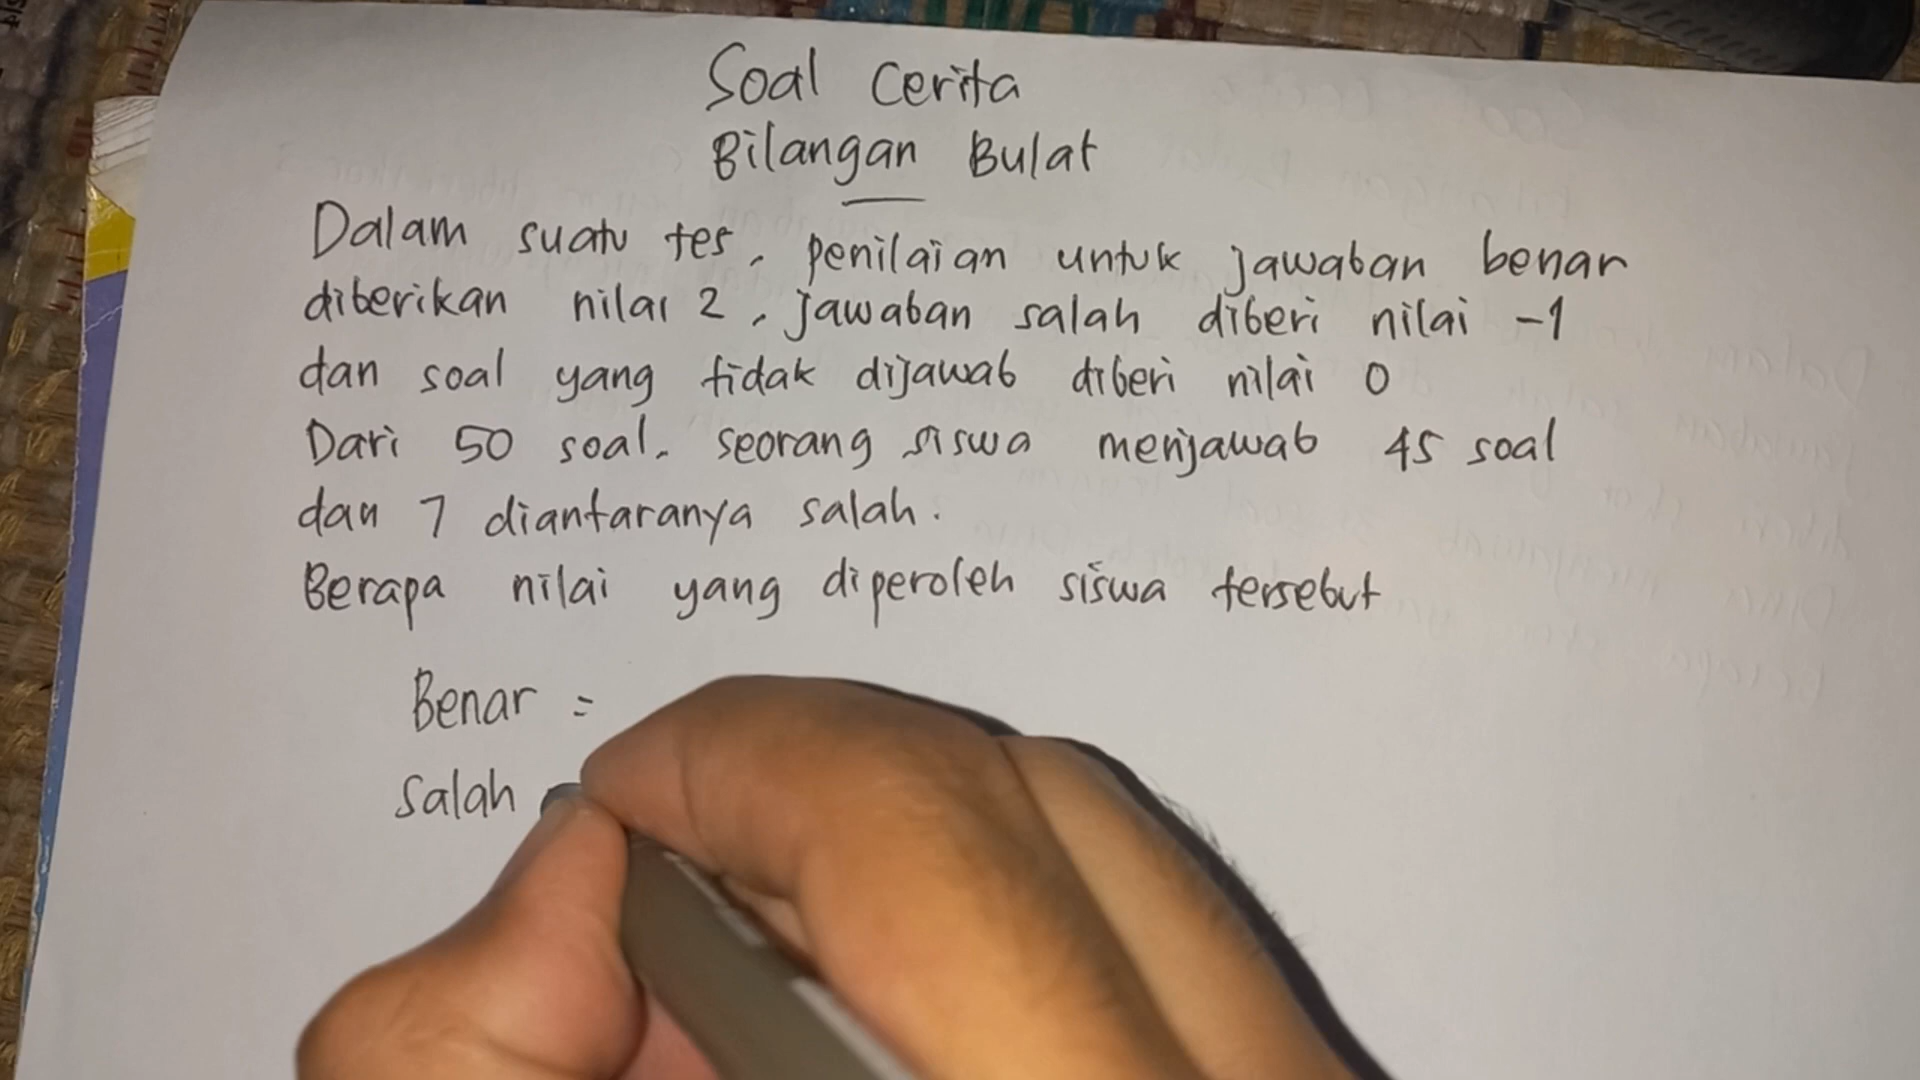 Soal Cerita
Bilangan Bulat
Dalam suatu tes, penilaian untuk jawaban benar
diberikan nilai 2, jawaban salah diberi nilai -1
dan soal yang tidak dijawab diberi nilai 0
Dari 50 soal, seorang siswa menjawab 45 soal
dan 7 diantaranya salah.
Berapa nilai yang diperoleh siswa tersebut
Benar =
Salah